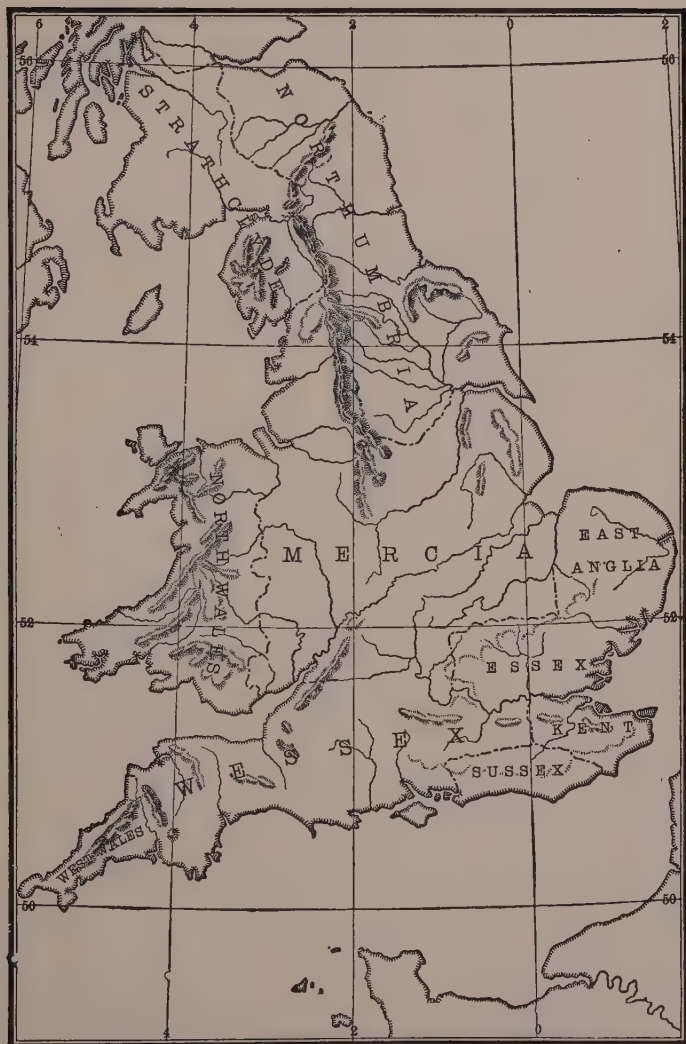 6 4 2 0 2
56 56
STRATHCLYDE
NORTHUMBRIA
54 54
NORTH WALES
MERCIA
EAST
ANGLIA
52 52
ESSEX
WESSEX
KENT
SUSSEX
WEST WALES
50 50
4 2 0